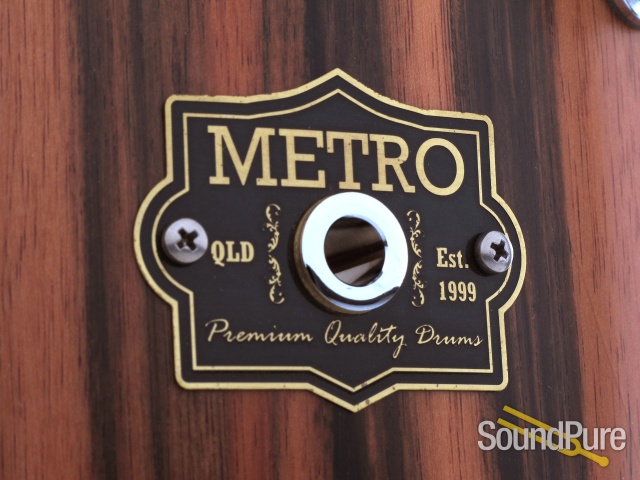 METRO
QLD
Est.
1999
Premium Quality Drums
SoundPure